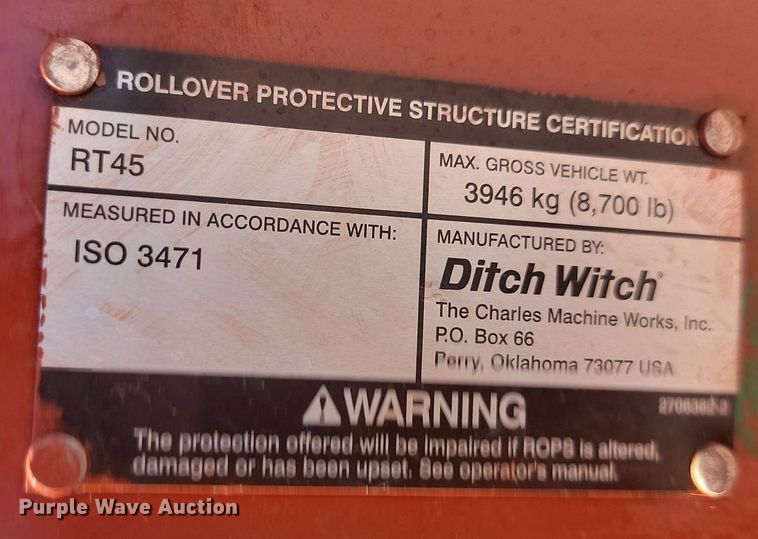 ROLLOVER PROTECTIVE STRUCTURE CERTIFICATION
MODEL NO.
RT45
MAX. GROSS VEHICLE WT.
3946 kg (8,700 lb)
MEASURED IN ACCORDANCE WITH:
ISO 3471
MANUFACTURED BY:
Ditch Witch®
The Charles Machine Works, Inc.
P.O. Box 66
Perry, Oklahoma 73077 USA
WARNING
The protection offered will be impaired if ROPS is altered,
damaged or has been upset. See operator's manual.
Purple Wave Auction